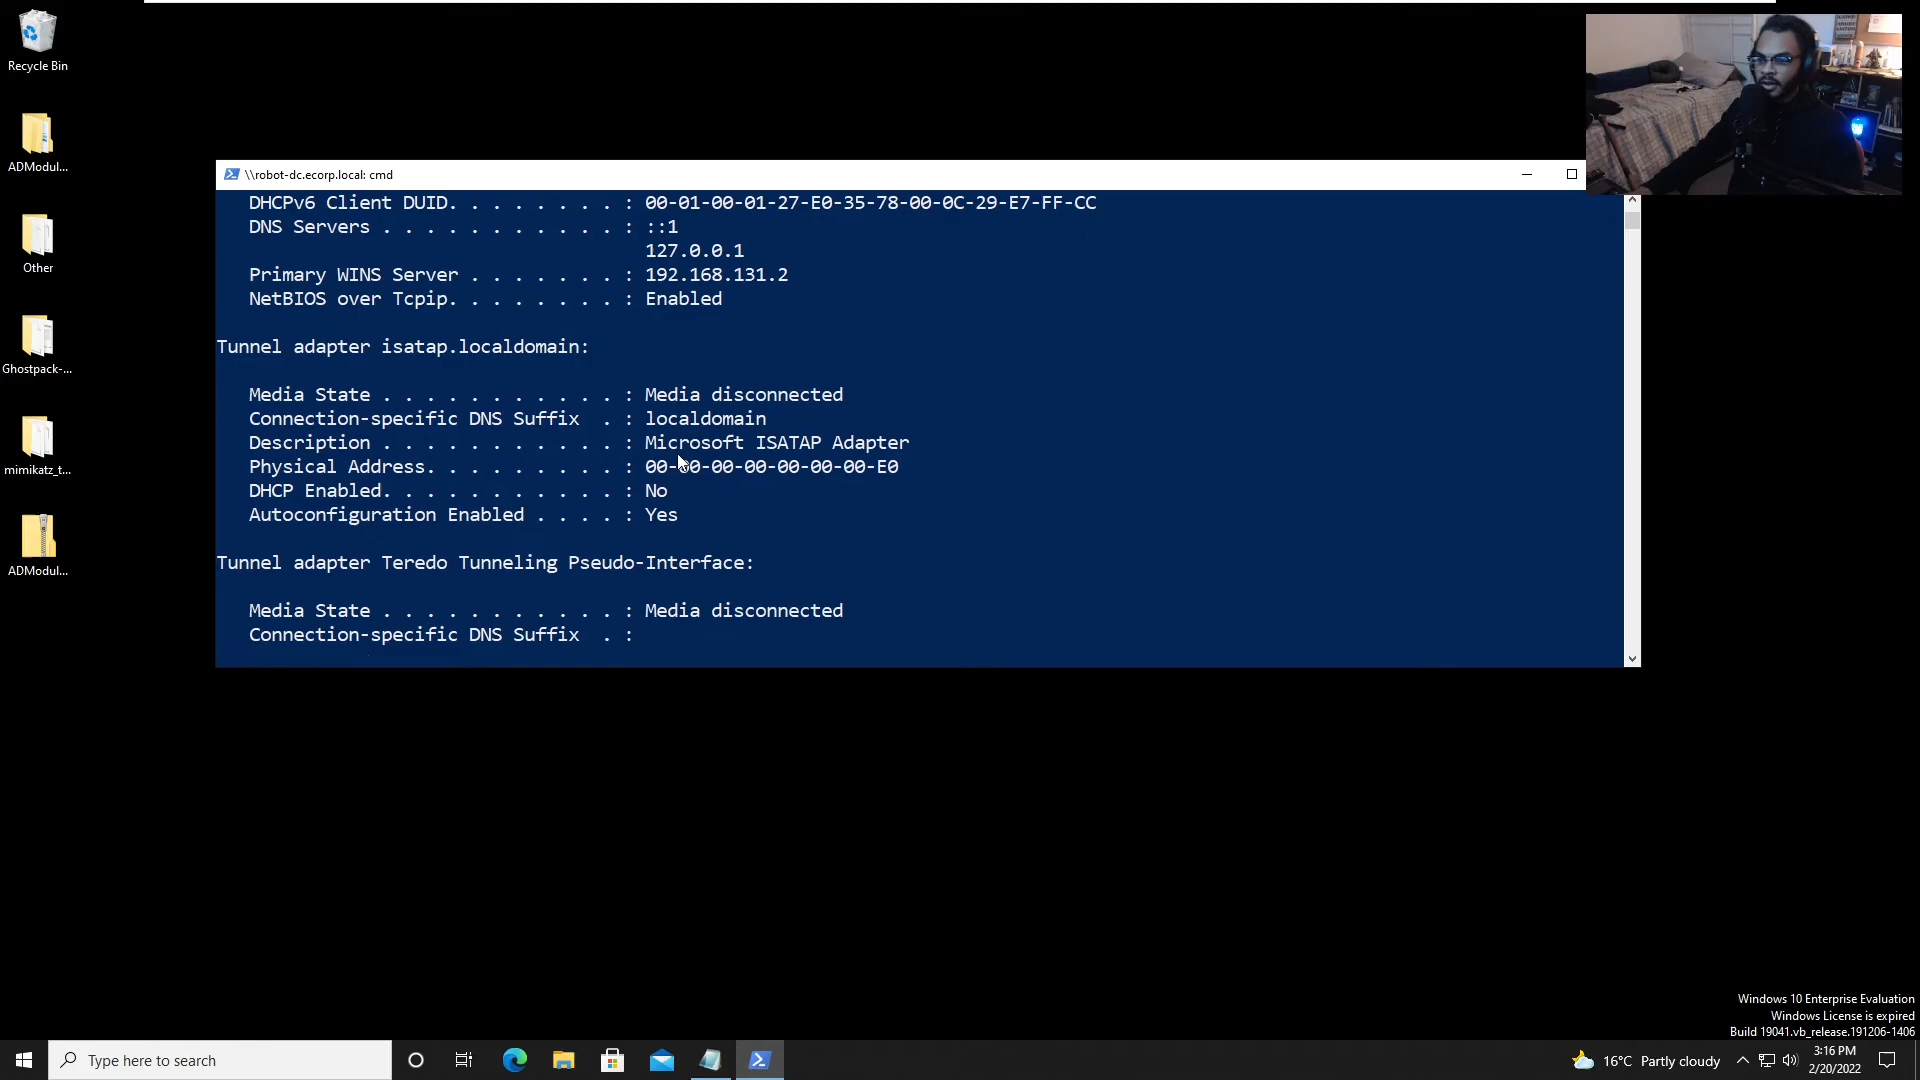 Recycle Bin
ADModul...
Other
Ghostpack-...
mimikatz_t...
ADModul...
\\robot-dc.ecorp.local: cmd
DHCPv6 Client DUID. . . . . . . . : 00-01-00-01-27-E0-35-78-00-0C-29-E7-FF-CC
DNS Servers . . . . . . . . . . . : ::1
127.0.0.1
Primary WINS Server . . . . . . . : 192.168.131.2
NetBIOS over Tcpip. . . . . . . . : Enabled
Tunnel adapter isatap.localdomain:
Media State . . . . . . . . . . . : Media disconnected
Connection-specific DNS Suffix  . : localdomain
Description . . . . . . . . . . . : Microsoft ISATAP Adapter
Physical Address. . . . . . . . . : 00-00-00-00-00-00-00-E0
DHCP Enabled. . . . . . . . . . . : No
Autoconfiguration Enabled . . . . : Yes
Tunnel adapter Teredo Tunneling Pseudo-Interface:
Media State . . . . . . . . . . . : Media disconnected
Connection-specific DNS Suffix  . :
Windows 10 Enterprise Evaluation
Windows License is expired
Build 19041.vb_release.191206-1406
Type here to search
16°C Partly cloudy
3:16 PM
2/20/2022